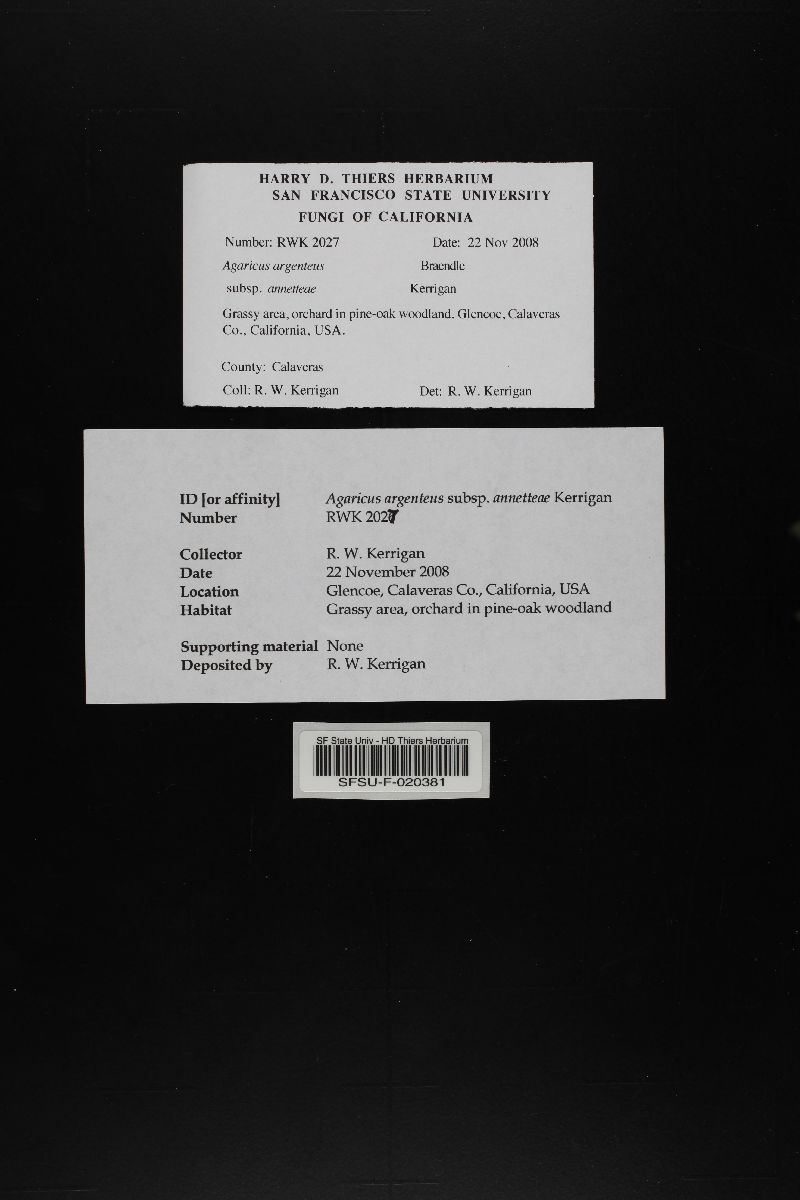 HARRY D. THIERS HERBARIUM
SAN FRANCISCO STATE UNIVERSITY
FUNGI OF CALIFORNIA
Number: RWK 2027 Date: 22 Nov 2008
Agaricus argenteus Braendle
subsp. annetteae Kerrigan
Grassy area, orchard in pine-oak woodland. Glencoe, Calaveras
Co., California, USA.
County: Calaveras
Coll: R. W. Kerrigan Det: R. W. Kerrigan
ID [or affinity] Agaricus argenteus subsp. annetteae Kerrigan
Number RWK 2027
Collector R. W. Kerrigan
Date 22 November 2008
Location Glencoe, Calaveras Co., California, USA
Habitat Grassy area, orchard in pine-oak woodland
Supporting material None
Deposited by R. W. Kerrigan
SF State Univ - HD Thiers Herbarium
SFSU-F-020381